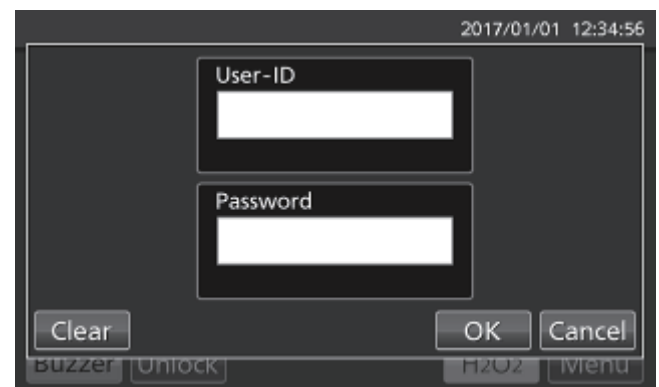 2017/01/01 12:34:56
User-ID
Password
Clear OK Cancel
Buzzer Unlock H2O2 Menu